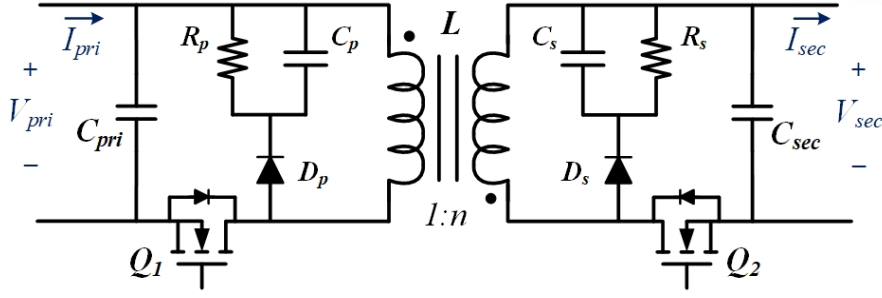 I_pri
R_p
C_p
L
C_s
R_s
I_sec
+
V_pri
−
C_pri
D_p
D_s
C_sec
+
V_sec
−
1:n
Q_1
Q_2